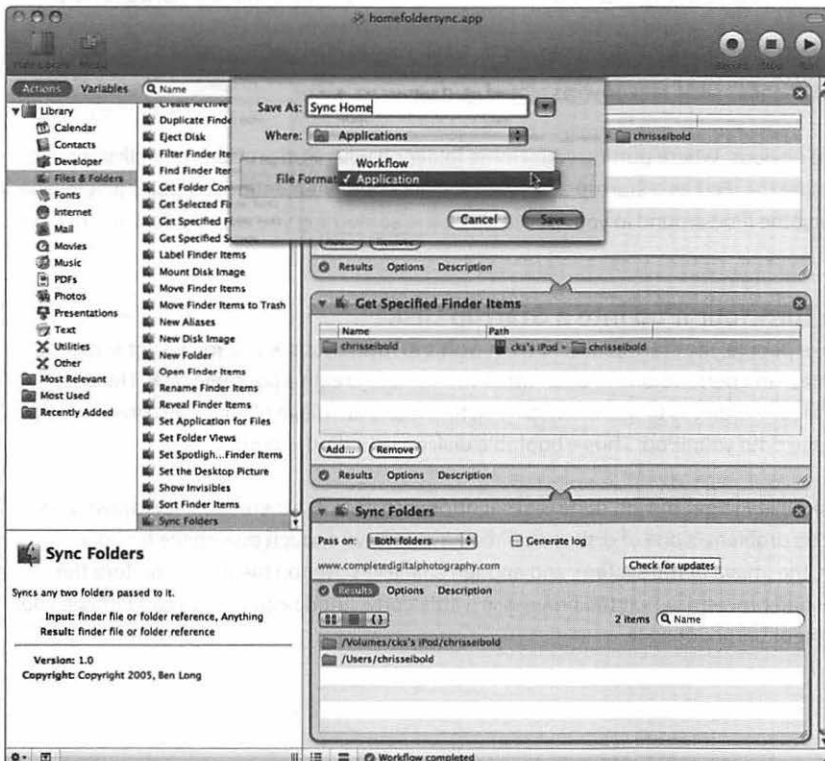 homefoldersync.app
Actions Variables
Name
Library
Calendar
Contacts
Developer
Files & Folders
Fonts
Internet
Mail
Movies
Music
PDFs
Photos
Presentations
Text
Utilities
Other
Most Relevant
Most Used
Recently Added
Create Archive
Duplicate Finde
Eject Disk
Filter Finder Ite
Find Finder Iter
Get Folder Con
Get Selected Fin
Get Specified F
Get Specified S
Label Finder Items
Mount Disk Image
Move Finder Items
Move Finder Items to Trash
New Aliases
New Disk Image
New Folder
Open Finder Items
Rename Finder Items
Reveal Finder Items
Set Application for Files
Set Folder Views
Set Spotligh...Finder Items
Set the Desktop Picture
Show Invisibles
Sort Finder Items
Sync Folders
Save As: Sync Home
Where: Applications
File Format
Workflow
✓ Application
Cancel Save
chrisseibold
Add... Remove
Results Options Description
Get Specified Finder Items
Name Path
chrisseibold cks's iPod ▸ chrisseibold
Add... Remove
Results Options Description
Sync Folders
Pass on: Both folders Generate log
www.completedigitalphotography.com Check for updates
Results Options Description
2 items Name
/Volumes/cks's iPod/chrisseibold
/Users/chrisseibold
Sync Folders
Syncs any two folders passed to it.
Input: finder file or folder reference, Anything
Result: finder file or folder reference
Version: 1.0
Copyright: Copyright 2005, Ben Long
Workflow completed